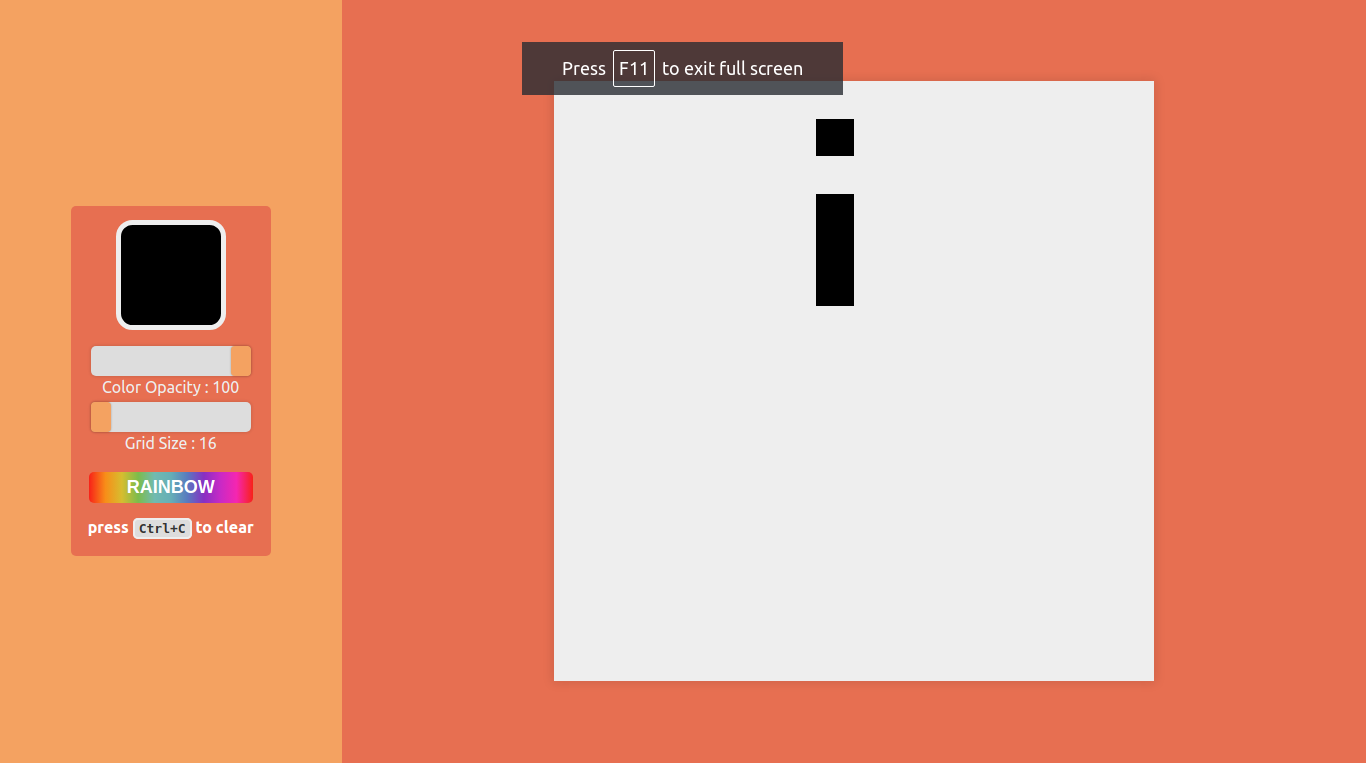 Press F11 to exit full screen
i
Color Opacity : 100
Grid Size : 16
RAINBOW
press Ctrl+C to clear